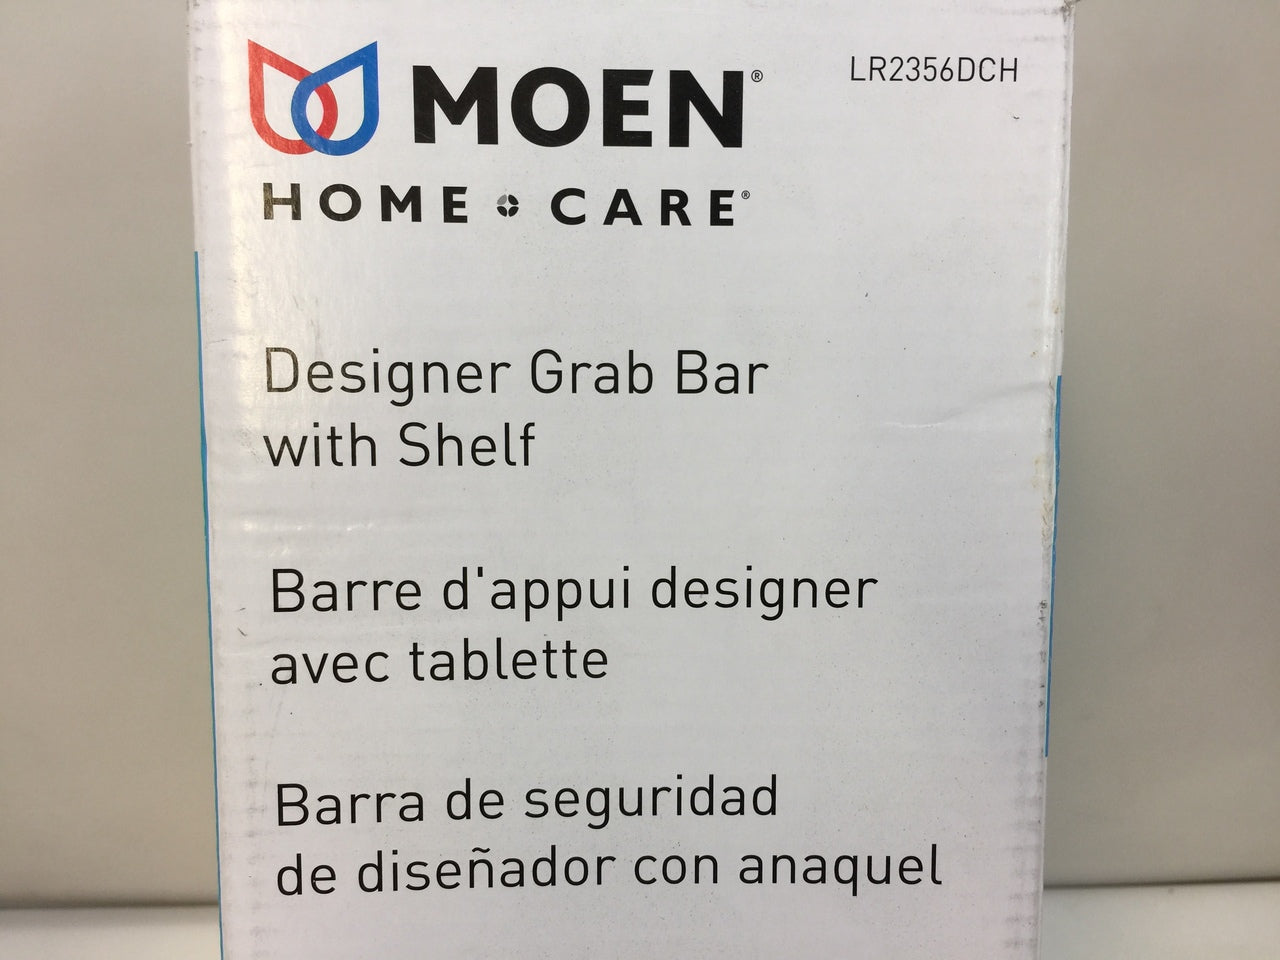 MOEN®
LR2356DCH
HOME CARE®
Designer Grab Bar
with Shelf
Barre d'appui designer
avec tablette
Barra de seguridad
de diseñador con anaquel